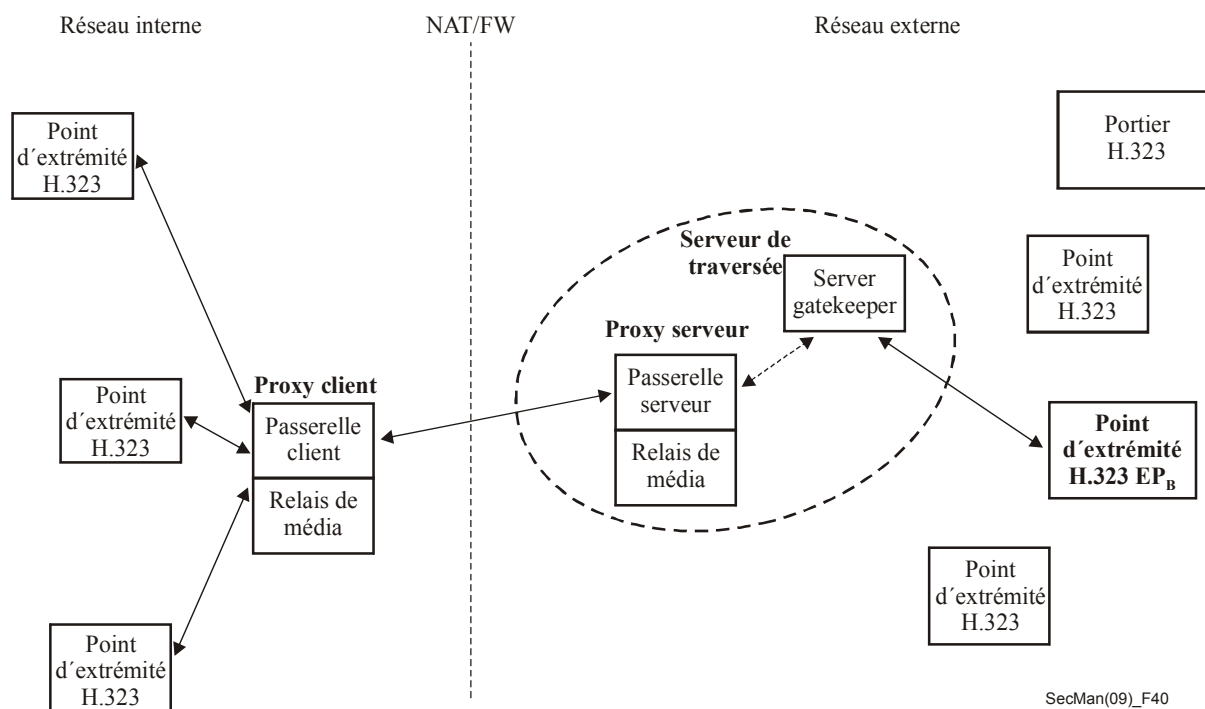 Réseau interne
NAT/FW
Réseau externe
Point
d´extrémité
H.323
Portier
H.323
Serveur de
traversée
Server
gatekeeper
Point
d´extrémité
H.323
Proxy serveur
Passerelle
serveur
Relais de
média
Proxy client
Passerelle
client
Relais de
média
Point
d´extrémité
H.323
Point
d´extrémité
H.323 EPB
Point
d´extrémité
H.323
Point
d´extrémité
H.323
SecMan(09)_F40